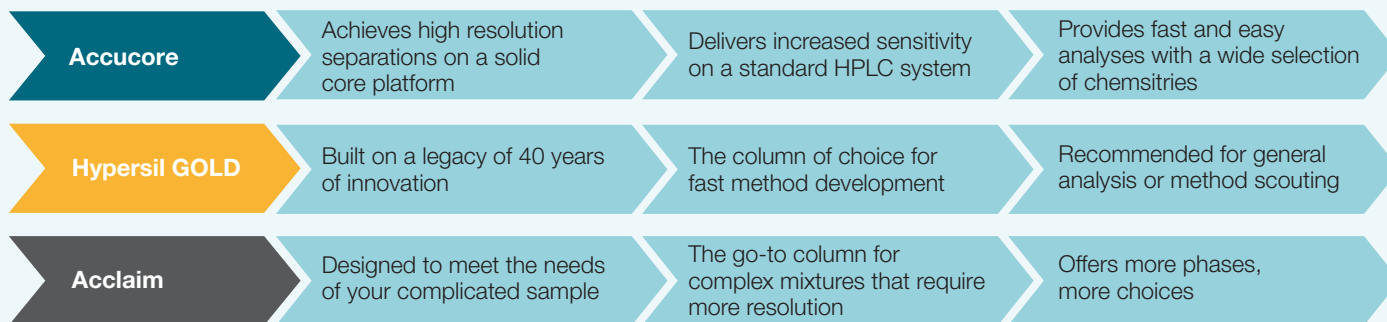 Accucore
Achieves high resolution
separations on a solid
core platform
Delivers increased sensitivity
on a standard HPLC system
Provides fast and easy
analyses with a wide selection
of chemsitries
Hypersil GOLD
Built on a legacy of 40 years
of innovation
The column of choice for
fast method development
Recommended for general
analysis or method scouting
Acclaim
Designed to meet the needs
of your complicated sample
The go-to column for
complex mixtures that require
more resolution
Offers more phases,
more choices